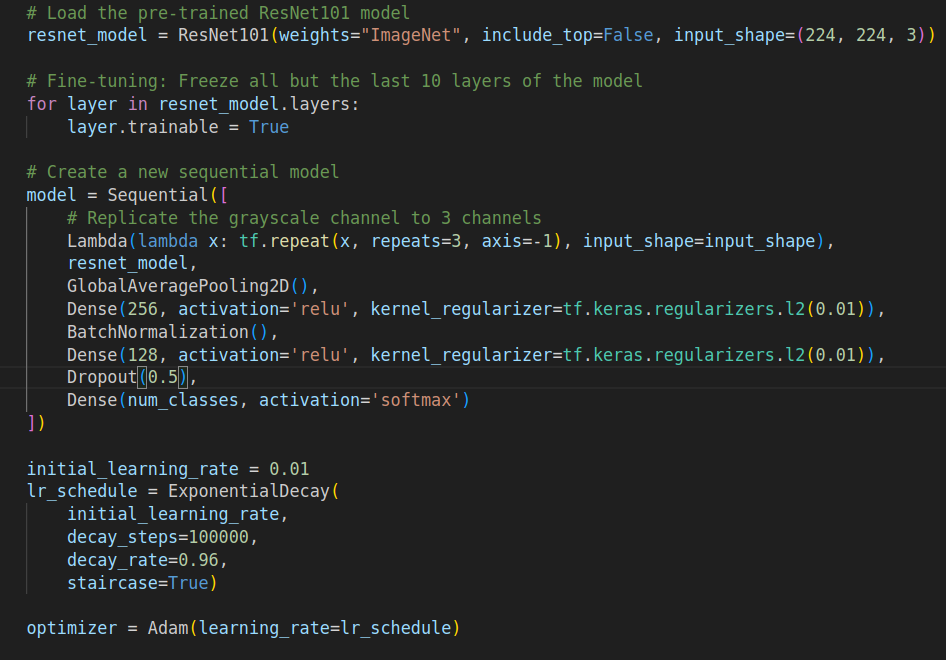 # Load the pre-trained ResNet101 model
resnet_model = ResNet101(weights="ImageNet", include_top=False, input_shape=(224, 224, 3))
# Fine-tuning: Freeze all but the last 10 layers of the model
for layer in resnet_model.layers:
    layer.trainable = True
# Create a new sequential model
model = Sequential([
    # Replicate the grayscale channel to 3 channels
    Lambda(lambda x: tf.repeat(x, repeats=3, axis=-1), input_shape=input_shape),
    resnet_model,
    GlobalAveragePooling2D(),
    Dense(256, activation='relu', kernel_regularizer=tf.keras.regularizers.l2(0.01)),
    BatchNormalization(),
    Dense(128, activation='relu', kernel_regularizer=tf.keras.regularizers.l2(0.01)),
    Dropout(0.5),
    Dense(num_classes, activation='softmax')
])
initial_learning_rate = 0.01
lr_schedule = ExponentialDecay(
    initial_learning_rate,
    decay_steps=100000,
    decay_rate=0.96,
    staircase=True)
optimizer = Adam(learning_rate=lr_schedule)